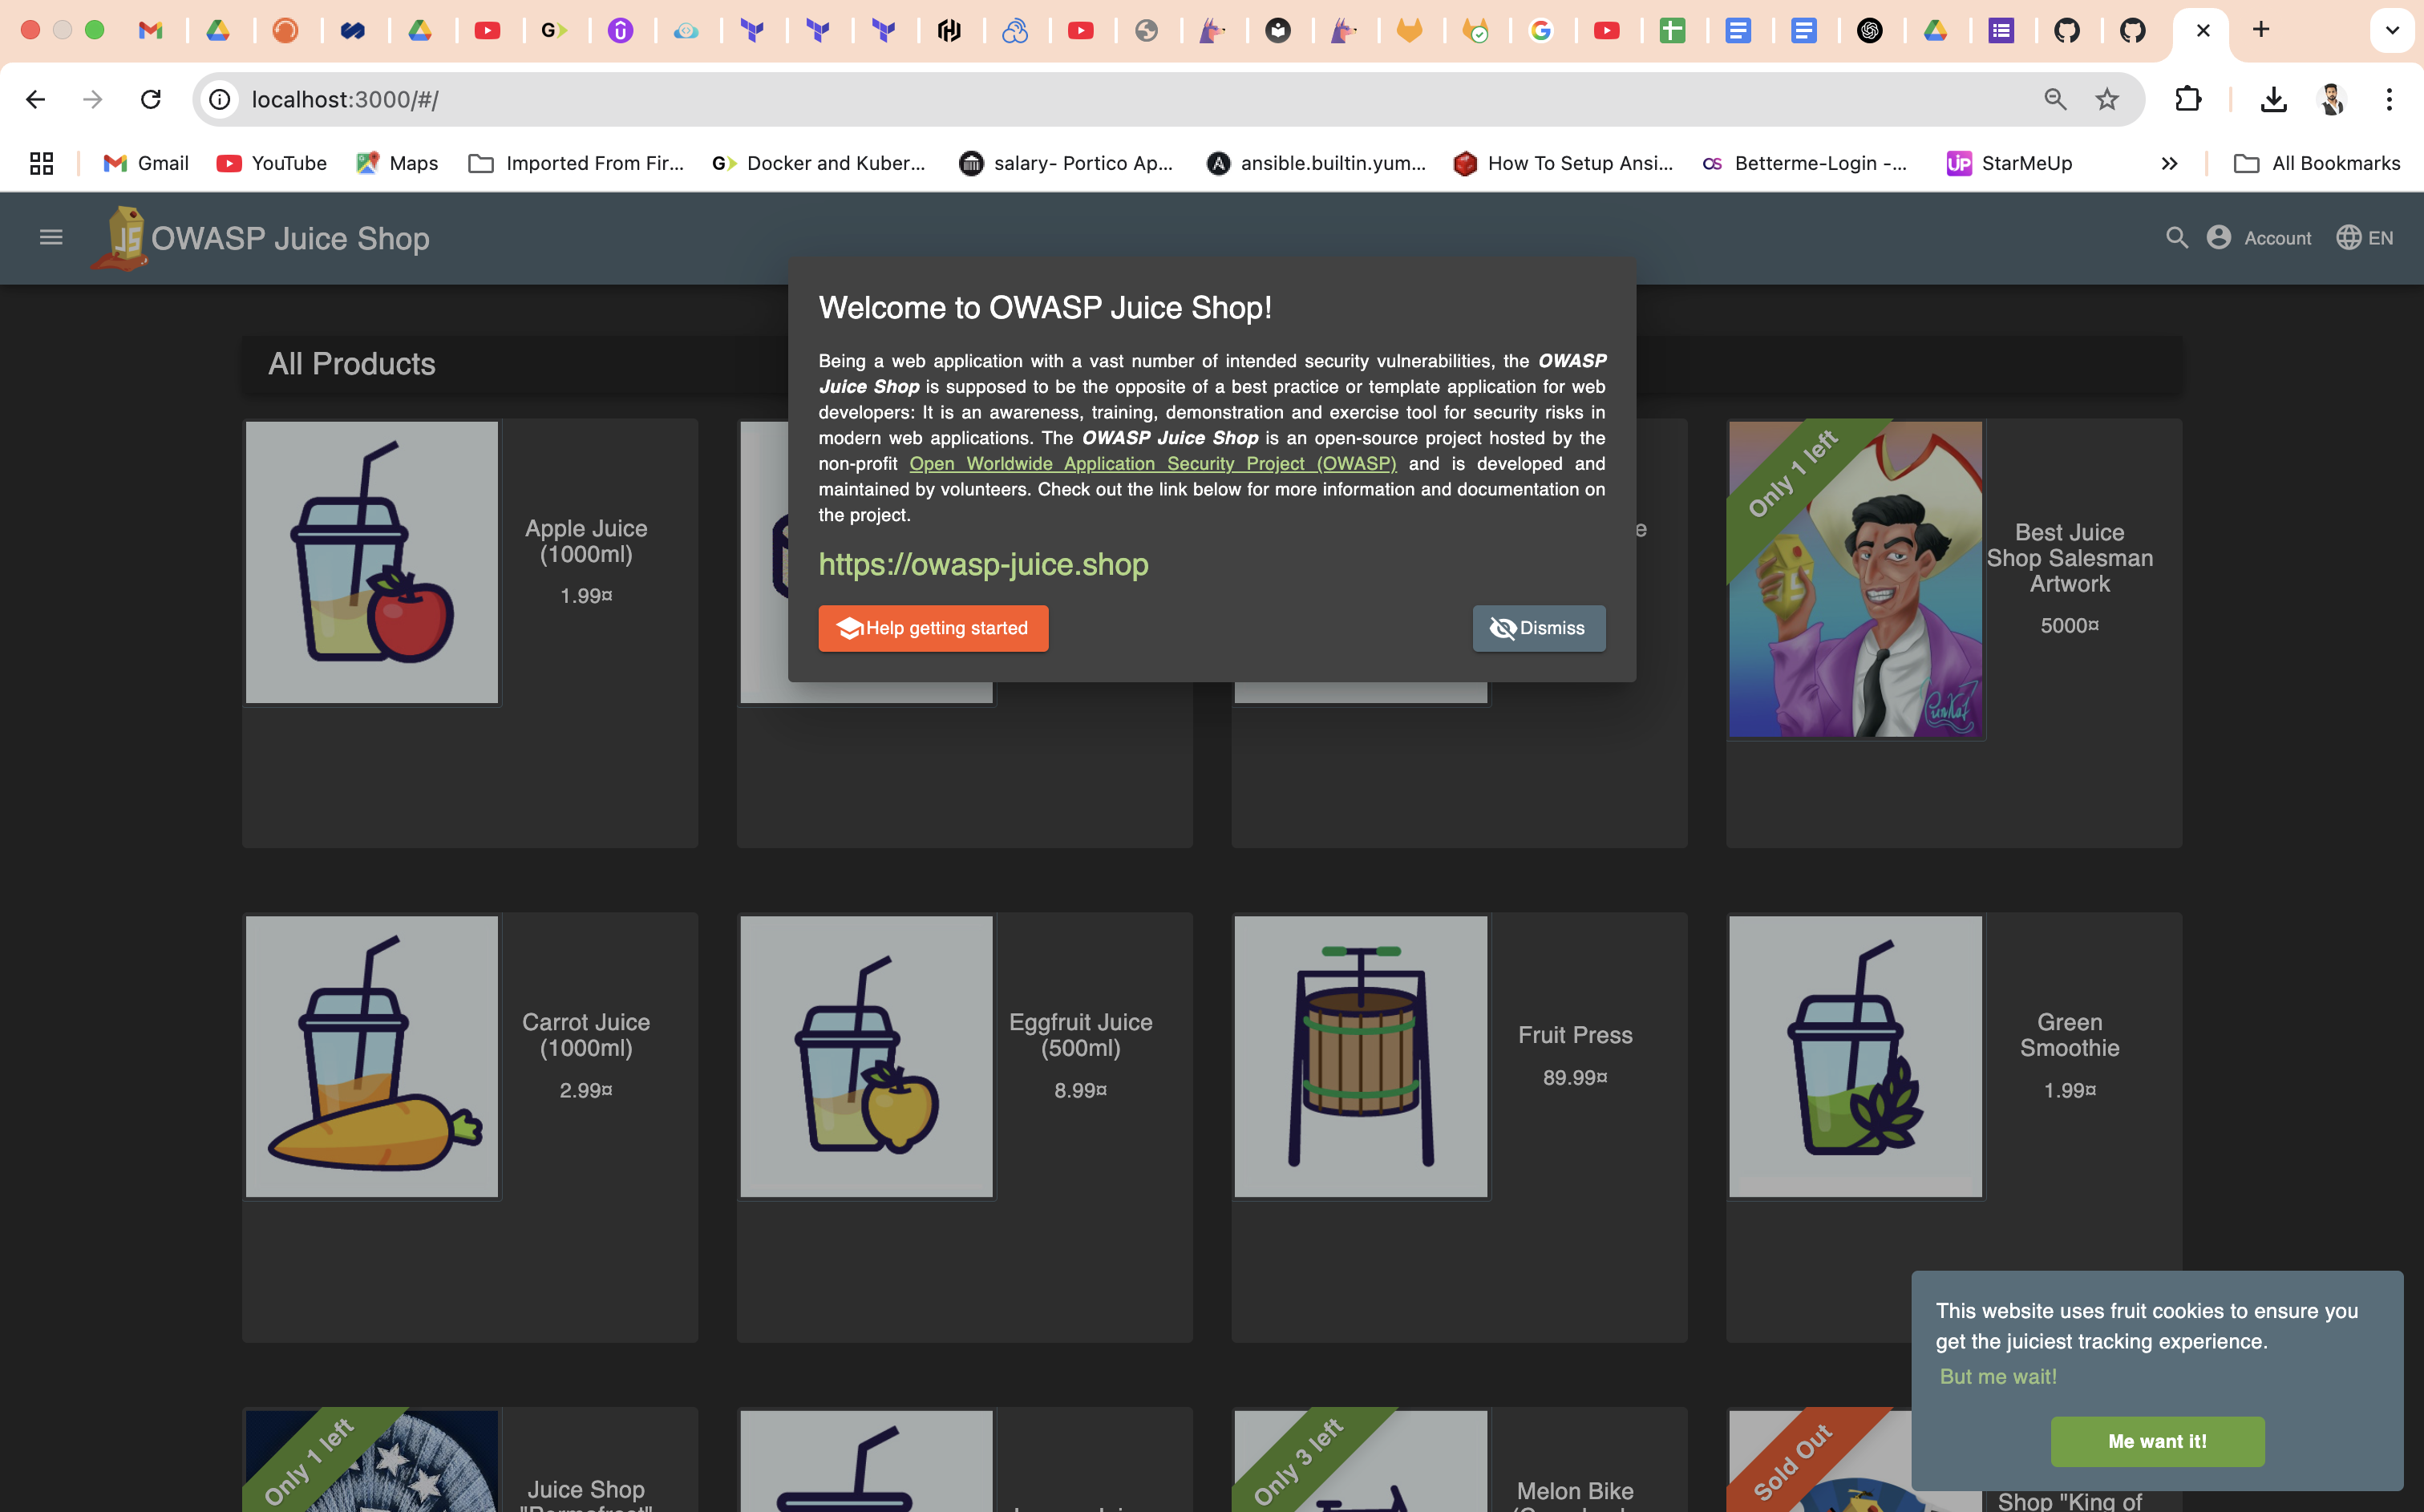 localhost:3000/#/
Gmail
YouTube
Maps
Imported From Fir...
Docker and Kuber...
salary- Portico Ap...
ansible.builtin.yum...
How To Setup Ansi...
Betterme-Login -...
StarMeUp
All Bookmarks
OWASP Juice Shop
Account
EN
Welcome to OWASP Juice Shop!
Being a web application with a vast number of intended security vulnerabilities, the OWASP
Juice Shop is supposed to be the opposite of a best practice or template application for web
developers: It is an awareness, training, demonstration and exercise tool for security risks in
modern web applications. The OWASP Juice Shop is an open-source project hosted by the
non-profit Open Worldwide Application Security Project (OWASP) and is developed and
maintained by volunteers. Check out the link below for more information and documentation on
the project.
https://owasp-juice.shop
Help getting started
Dismiss
All Products
Apple Juice
(1000ml)
1.99¤
e
Only 1 left
Best Juice
Shop Salesman
Artwork
5000¤
Carrot Juice
(1000ml)
2.99¤
Eggfruit Juice
(500ml)
8.99¤
Fruit Press
89.99¤
Green
Smoothie
1.99¤
Only 1 left
Juice Shop
Only 3 left
Melon Bike
Sold Out
Shop "King of
This website uses fruit cookies to ensure you
get the juiciest tracking experience.
But me wait!
Me want it!